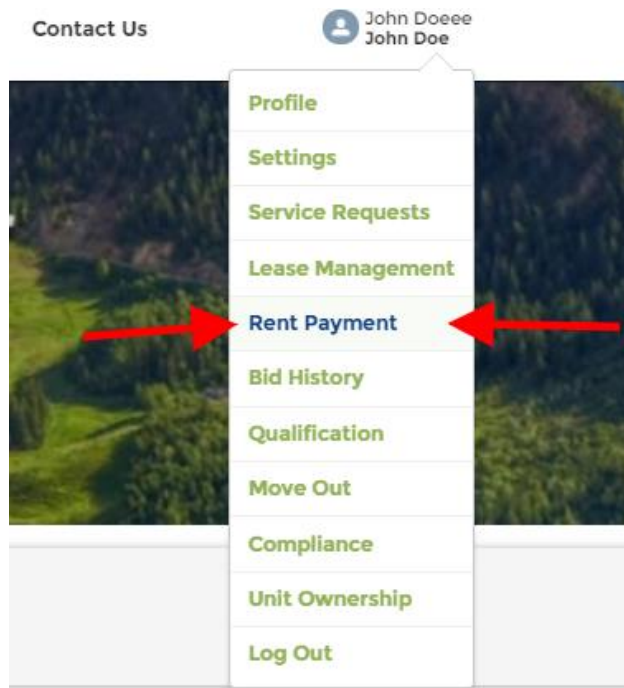 Contact Us
John Doeee
John Doe
Profile
Settings
Service Requests
Lease Management
Rent Payment
Bid History
Qualification
Move Out
Compliance
Unit Ownership
Log Out